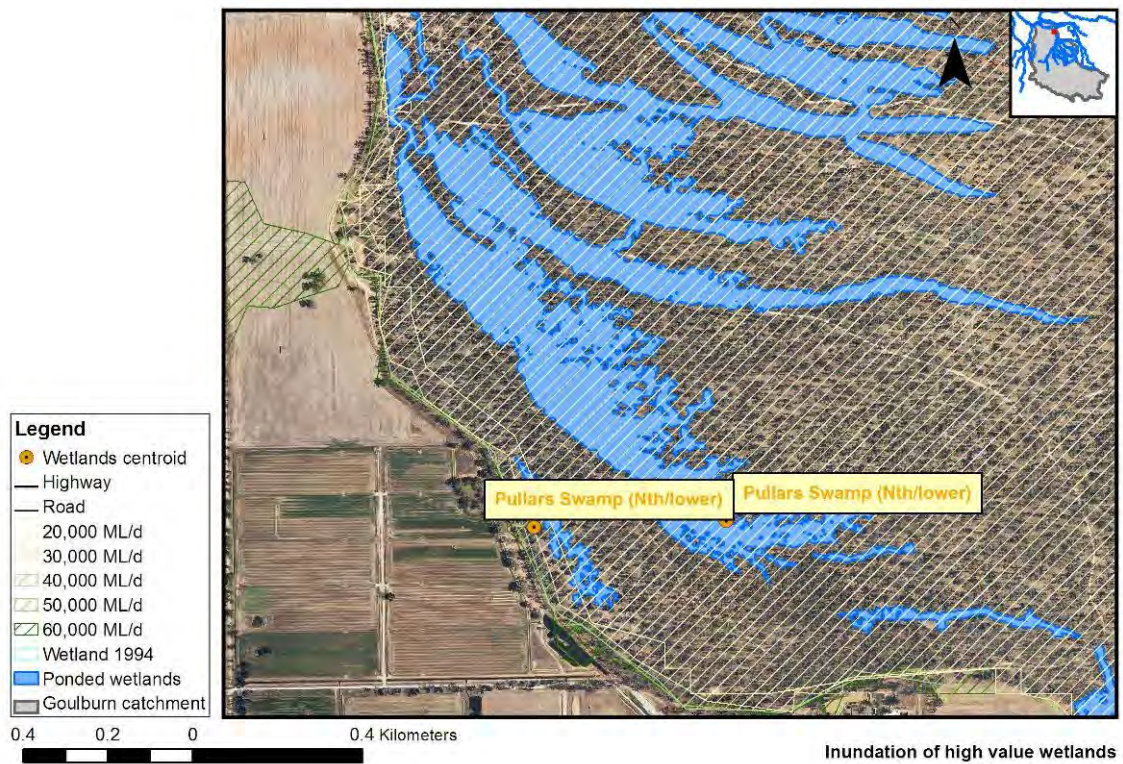 Pullars Swamp (Nth/lower)
Pullars Swamp (Nth/lower)
Legend
Wetlands centroid
Highway
Road
20,000 ML/d
30,000 ML/d
40,000 ML/d
50,000 ML/d
60,000 ML/d
Wetland 1994
Ponded wetlands
Goulburn catchment
0.4 0.2 0 0.4 Kilometers
Inundation of high value wetlands